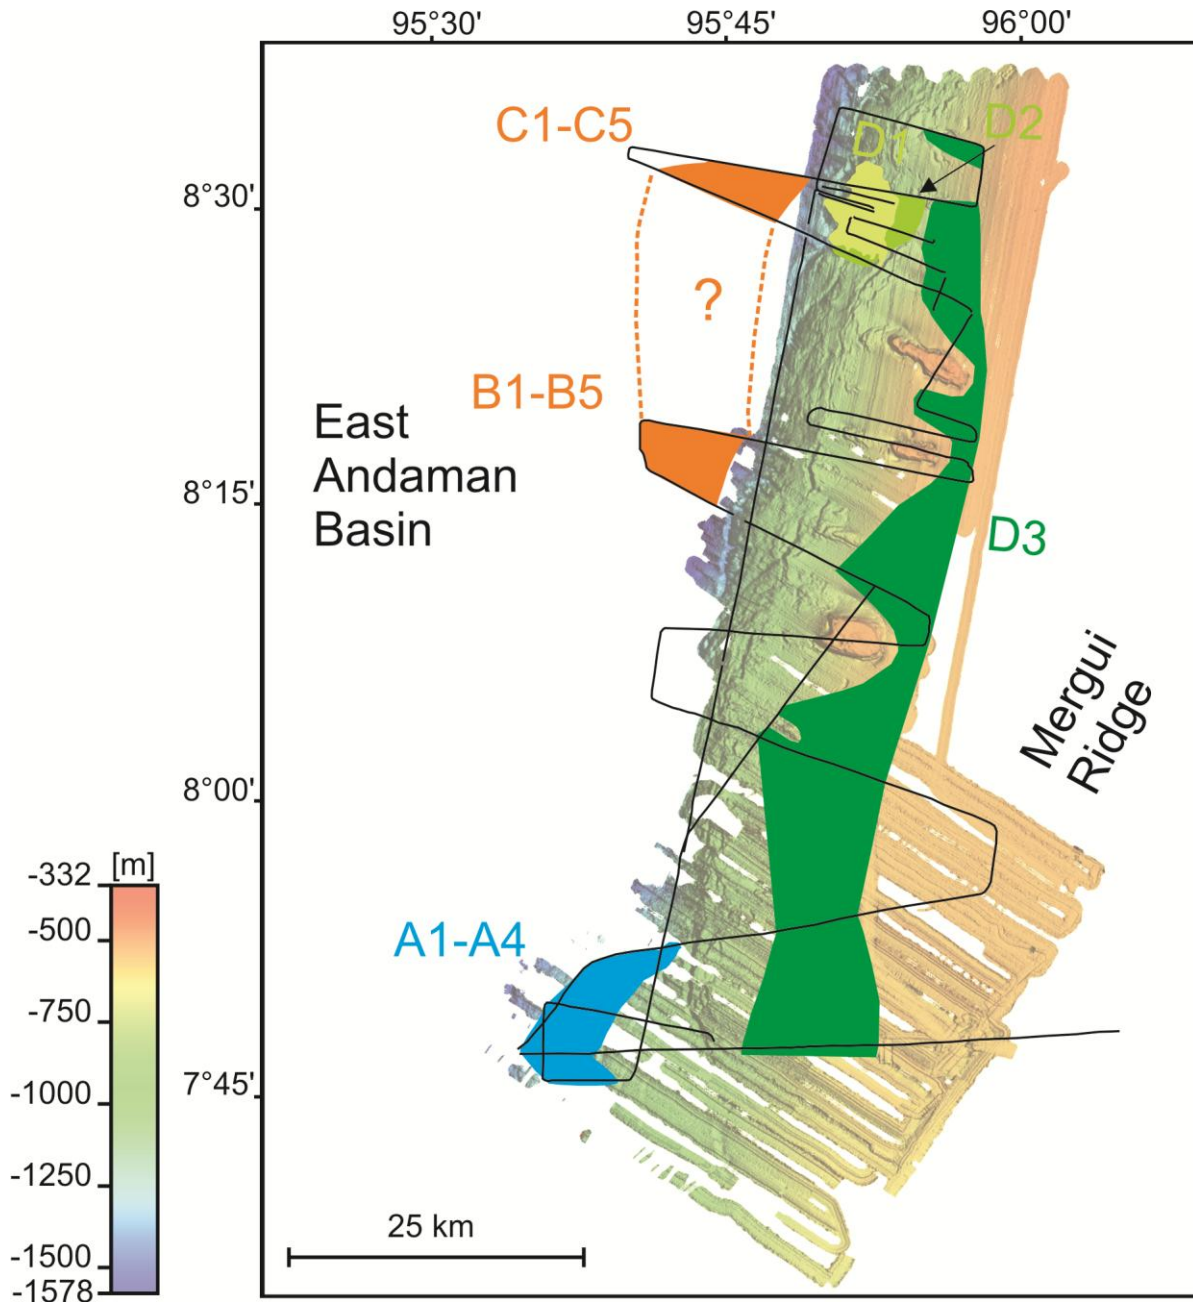 95°30' 95°45' 96°00'
C1-C5
D1
D2
8°30'
?
B1-B5
East
Andaman
Basin
8°15'
D3
Mergui
Ridge
8°00'
[m]
-332
-500
A1-A4
-750
7°45'
-1000
-1250
25 km
-1500
-1578